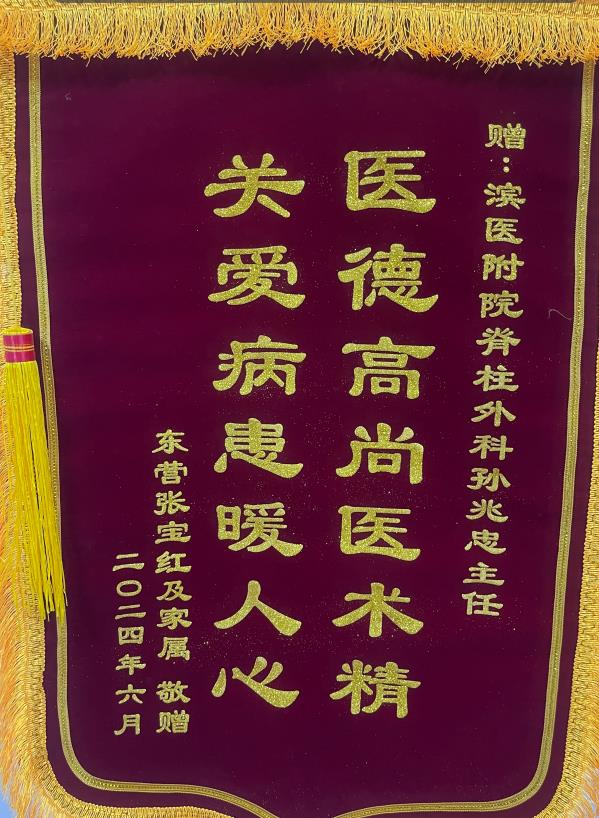 赠：滨医附院脊柱外科孙兆忠主任
医德高尚医术精
关爱病患暖人心
东营张宝红及家属 敬赠
二〇二四年六月